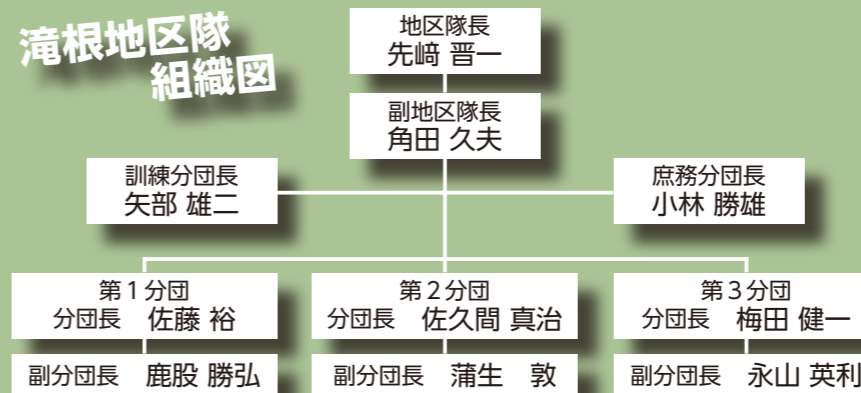 滝根地区隊
組織図
地区隊長
先﨑 晋一
副地区隊長
角田 久夫
訓練分団長
矢部 雄二
庶務分団長
小林 勝雄
第1分団
分団長　佐藤 裕
副分団長　鹿股 勝弘
第2分団
分団長　佐久間 真治
副分団長　蒲生　敦
第3分団
分団長　梅田 健一
副分団長　永山 英利